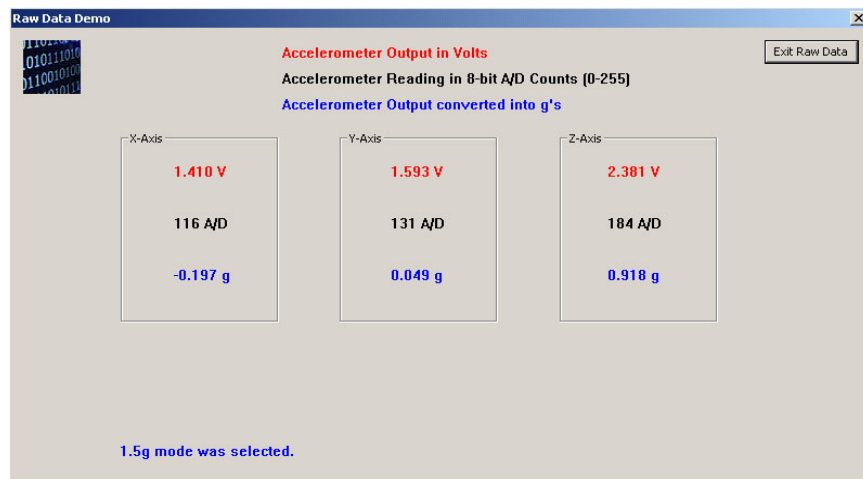 Raw Data Demo
Accelerometer Output in Volts
Exit Raw Data
Accelerometer Reading in 8-bit A/D Counts (0-255)
Accelerometer Output converted into g's
X-Axis
1.410 V
116 A/D
-0.197 g
Y-Axis
1.593 V
131 A/D
0.049 g
Z-Axis
2.381 V
184 A/D
0.918 g
1.5g mode was selected.